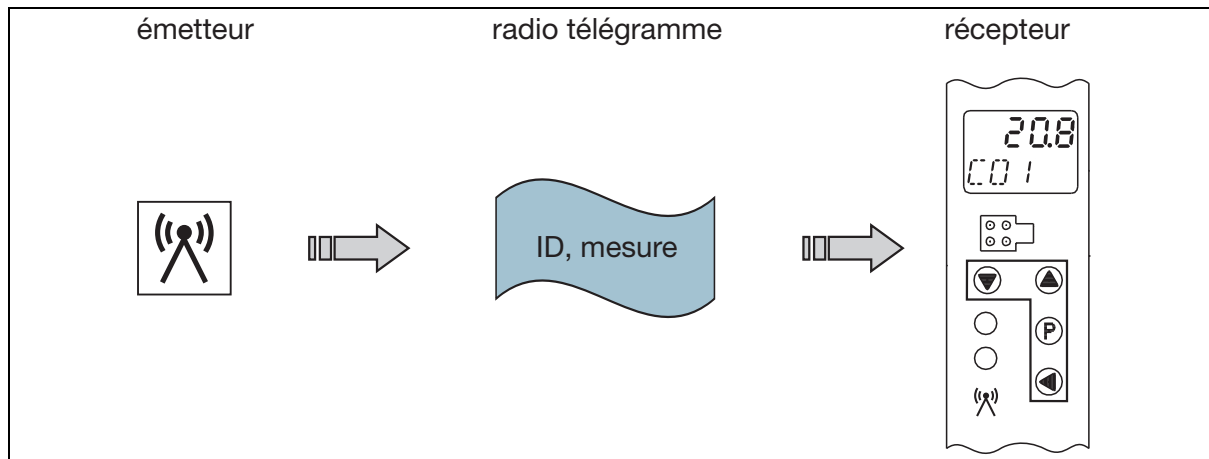 émetteur
radio télégramme
récepteur
20.8
C01
ID, mesure
P